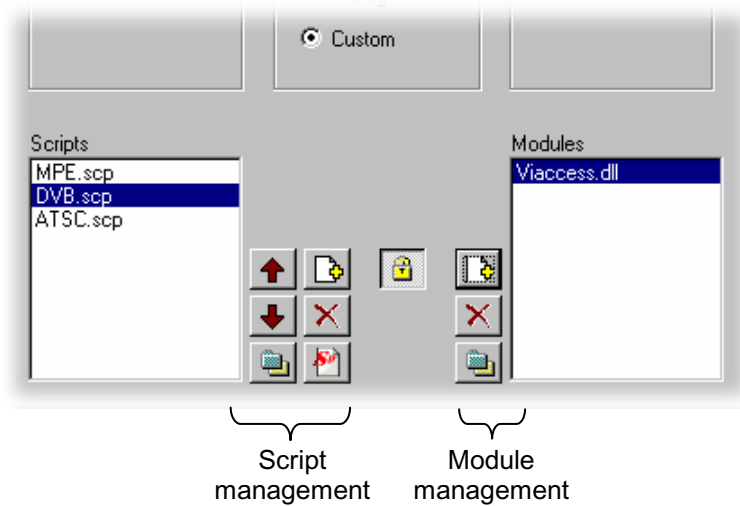 Custom
Scripts
Modules
MPE.scp
DVB.scp
ATSC.scp
Viaccess.dll
Script
management
Module
management